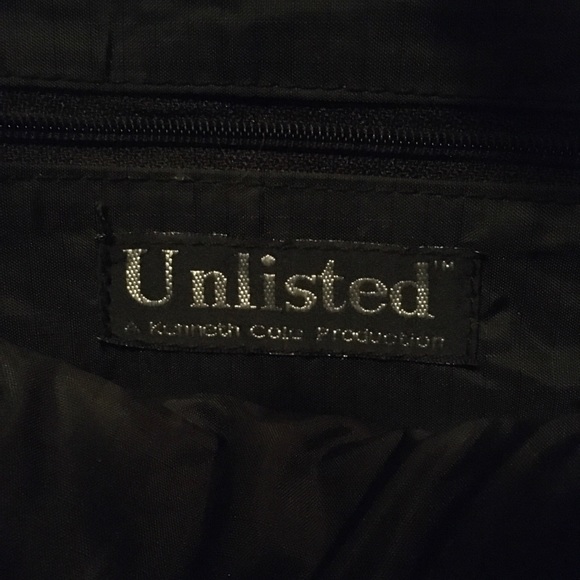 Unlisted™
A Kenneth Cole Production